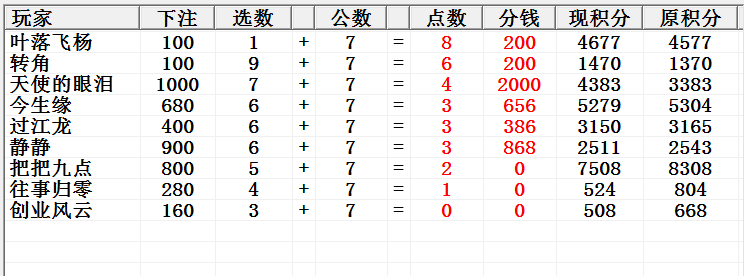 玩家 下注 选数 + 公数 = 点数 分钱 现积分 原积分
叶落飞杨 100 1 + 7 = 8 200 4677 4577
转角 100 9 + 7 = 6 200 1470 1370
天使的眼泪 1000 7 + 7 = 4 2000 4383 3383
今生缘 680 6 + 7 = 3 656 5279 5304
过江龙 400 6 + 7 = 3 386 3150 3165
静静 900 6 + 7 = 3 868 2511 2543
把把九点 800 5 + 7 = 2 0 7508 8308
往事归零 280 4 + 7 = 1 0 524 804
创业风云 160 3 + 7 = 0 0 508 668